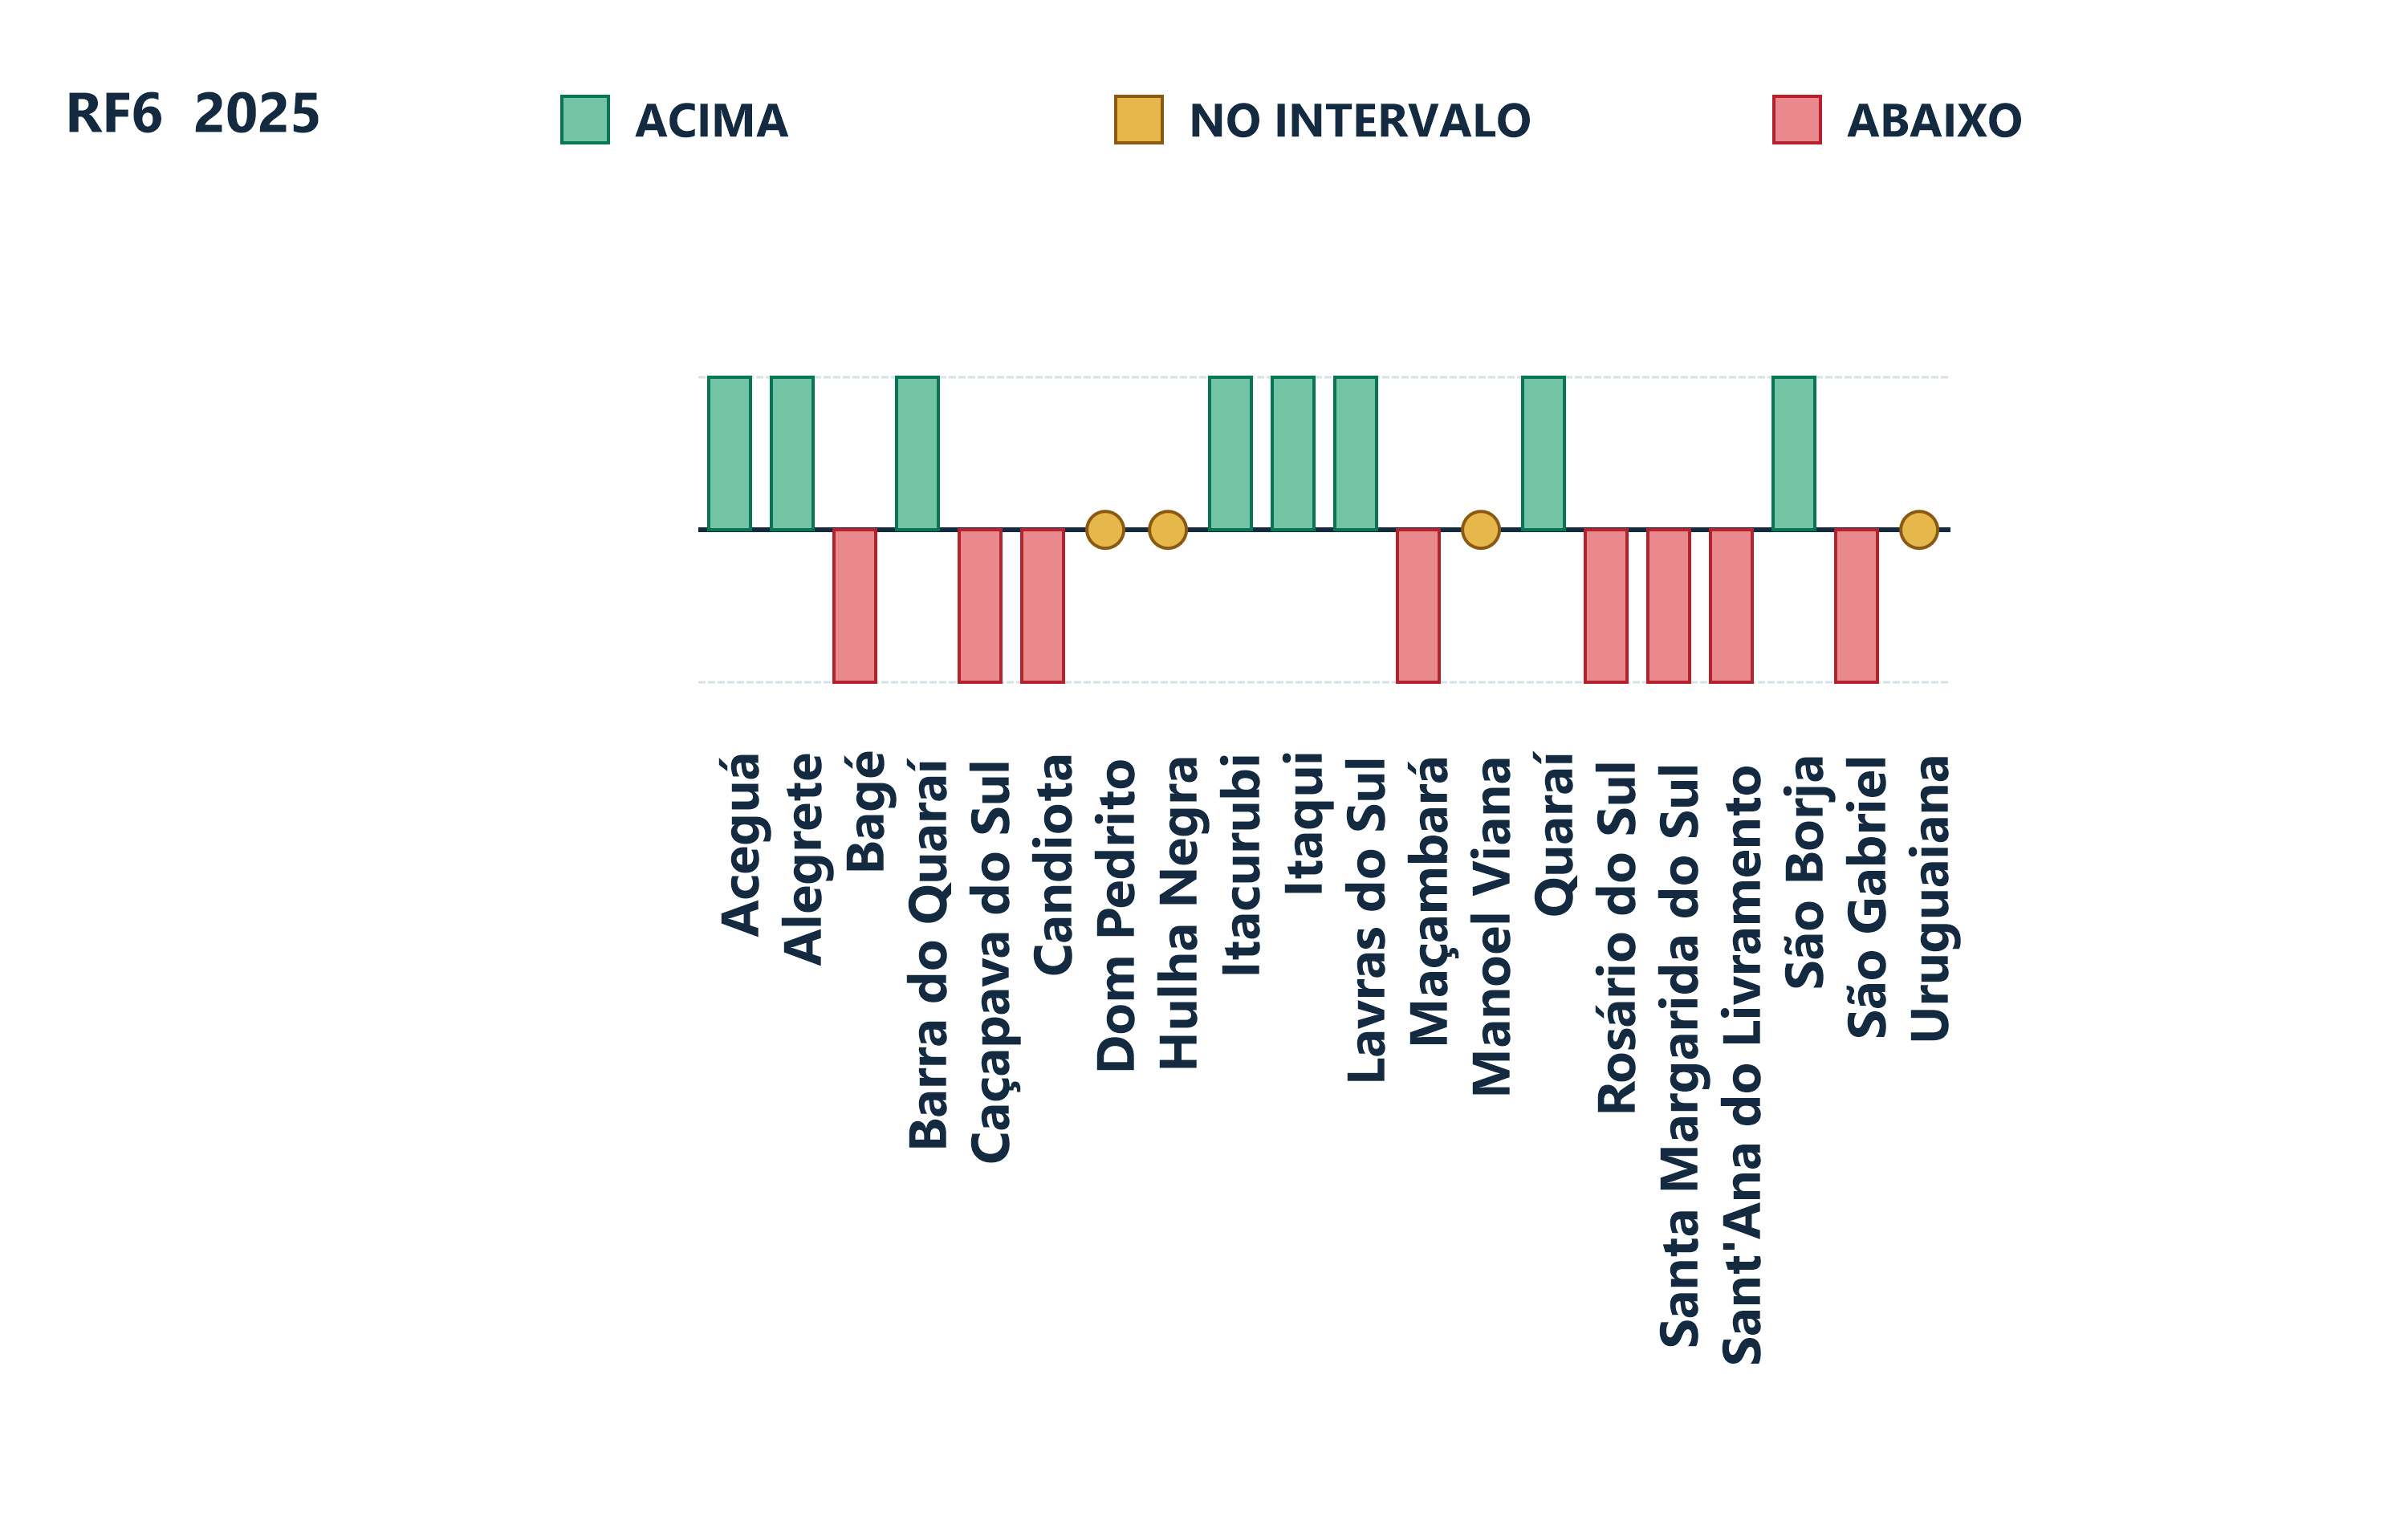 RF6 2025
ACIMA
NO INTERVALO
ABAIXO
Aceguá
Alegrete
Bagé
Barra do Quaraí
Caçapava do Sul
Candiota
Dom Pedrito
Hulha Negra
Itacurubi
Itaqui
Lavras do Sul
Maçambará
Manoel Viana
Quaraí
Rosário do Sul
Santa Margarida do Sul
Sant'Ana do Livramento
São Borja
São Gabriel
Uruguaiana